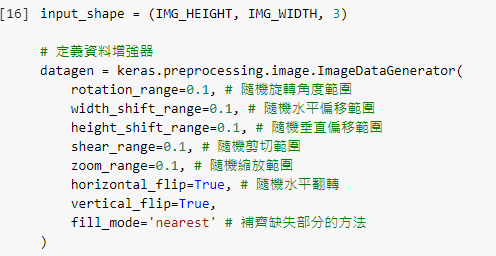 [16] input_shape = (IMG_HEIGHT, IMG_WIDTH, 3)
# 定義資料增強器
datagen = keras.preprocessing.image.ImageDataGenerator(
    rotation_range=0.1, # 隨機旋轉角度範圍
    width_shift_range=0.1, # 隨機水平偏移範圍
    height_shift_range=0.1, # 隨機垂直偏移範圍
    shear_range=0.1, # 隨機剪切範圍
    zoom_range=0.1, # 隨機縮放範圍
    horizontal_flip=True, # 隨機水平翻轉
    vertical_flip=True,
    fill_mode='nearest' # 補齊缺失部分的方法
)